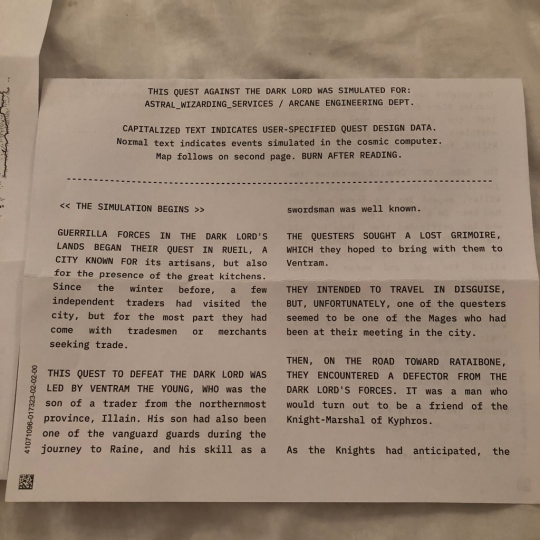 THIS QUEST AGAINST THE DARK LORD WAS SIMULATED FOR:
ASTRAL_WIZARDING_SERVICES / ARCANE ENGINEERING DEPT.
CAPITALIZED TEXT INDICATES USER-SPECIFIED QUEST DESIGN DATA.
Normal text indicates events simulated in the cosmic computer.
Map follows on second page. BURN AFTER READING.
<< THE SIMULATION BEGINS >>
GUERRILLA FORCES IN THE DARK LORD'S
LANDS BEGAN THEIR QUEST IN RUEIL, A
CITY KNOWN FOR its artisans, but also
for the presence of the great kitchens.
Since the winter before, a few
independent traders had visited the
city, but for the most part they had
come with tradesmen or merchants
seeking trade.
THIS QUEST TO DEFEAT THE DARK LORD WAS
LED BY VENTRAM THE YOUNG, WHO was the
son of a trader from the northernmost
province, Illain. His son had also been
one of the vanguard guards during the
journey to Raine, and his skill as a
swordsman was well known.
THE QUESTERS SOUGHT A LOST GRIMOIRE,
WHICH they hoped to bring with them to
Ventram.
THEY INTENDED TO TRAVEL IN DISGUISE,
BUT, UNFORTUNATELY, one of the questers
seemed to be one of the Mages who had
been at their meeting in the city.
THEN, ON THE ROAD TOWARD RATAIBONE,
THEY ENCOUNTERED A DEFECTOR FROM THE
DARK LORD'S FORCES. IT was a man who
would turn out to be a friend of the
Knight-Marshal of Kyphros.
As the Knights had anticipated, the
41071096-017323-02-02-00